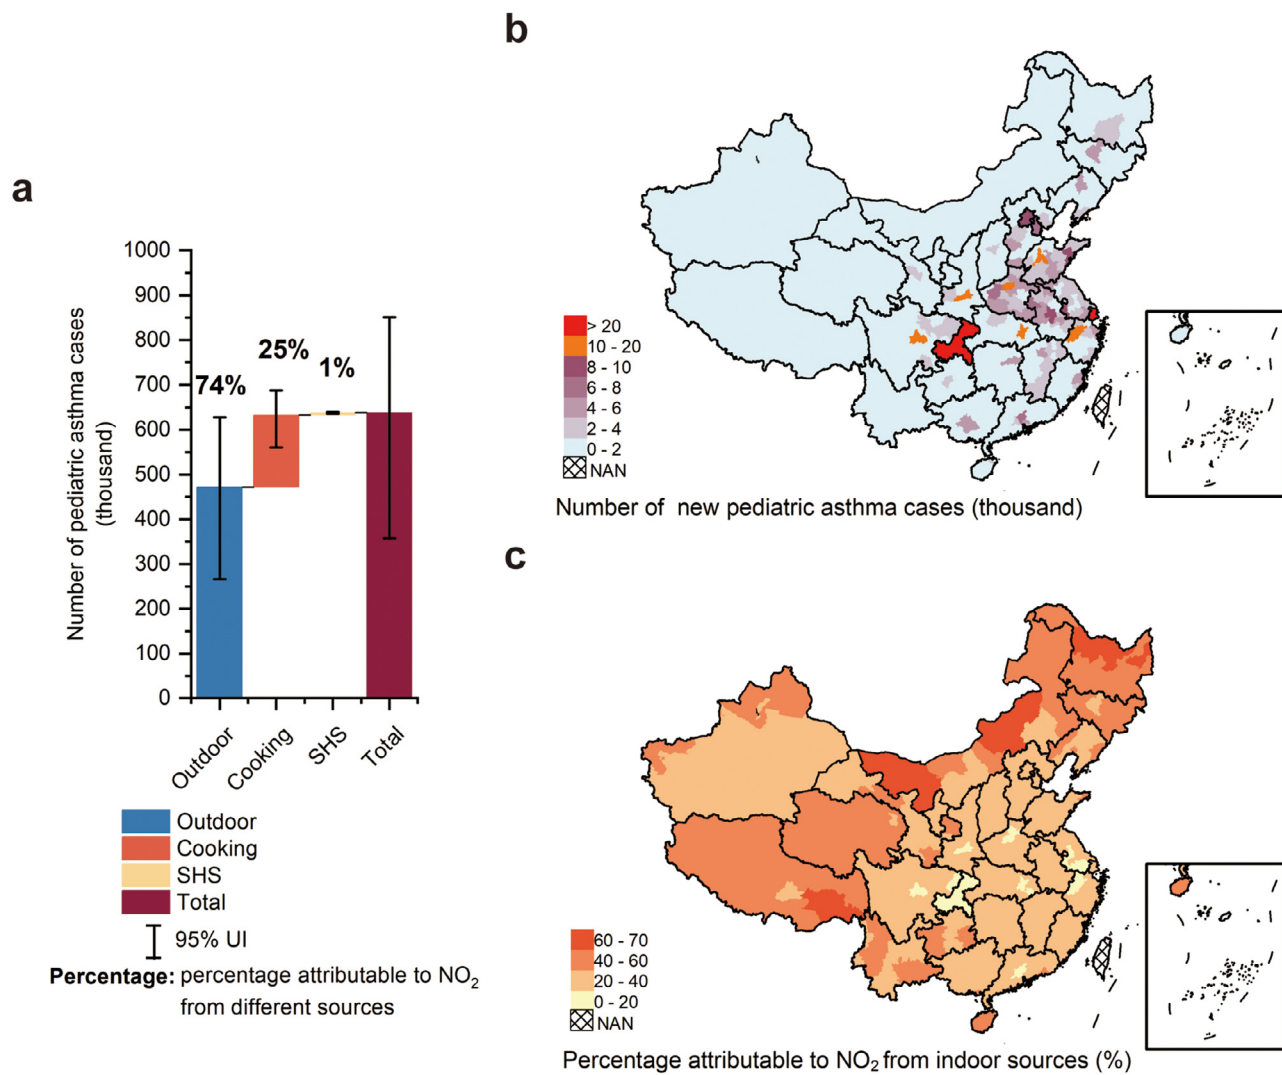 a
1000
900
800
700
600
500
400
300
200
100
0
Number of pediatric asthma cases
(thousand)
74%
25%
1%
Outdoor
Cooking
SHS
Total
Outdoor
Cooking
SHS
Total
95% UI
Percentage: percentage attributable to NO₂
from different sources
b
> 20
10 - 20
8 - 10
6 - 8
4 - 6
2 - 4
0 - 2
NAN
Number of new pediatric asthma cases (thousand)
c
60 - 70
40 - 60
20 - 40
0 - 20
NAN
Percentage attributable to NO₂ from indoor sources (%)